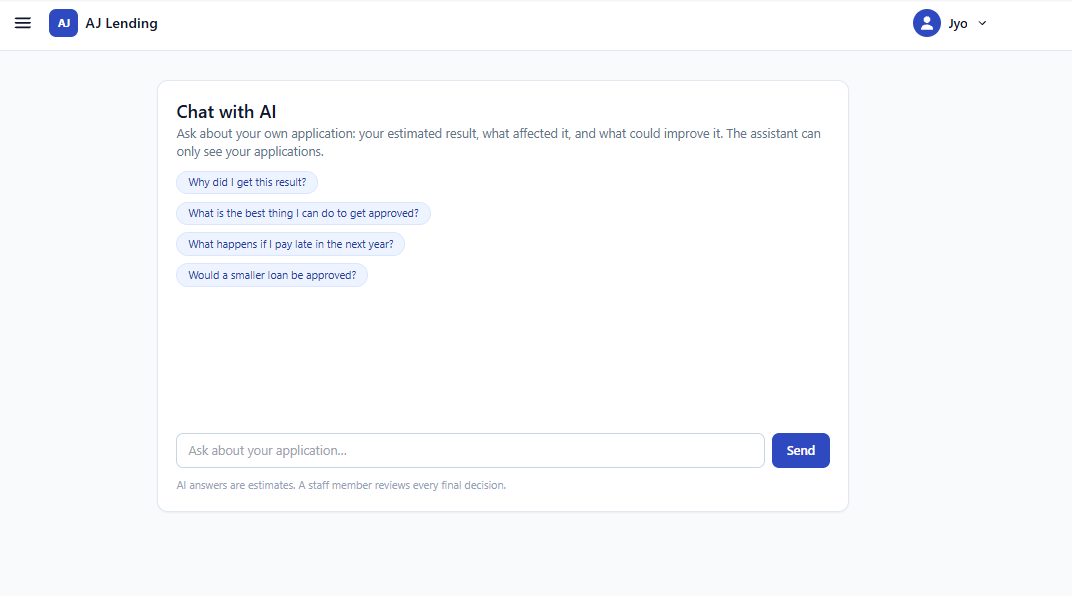 AJ AJ Lending Jyo
Chat with AI
Ask about your own application: your estimated result, what affected it, and what could improve it. The assistant can
only see your applications.
Why did I get this result?
What is the best thing I can do to get approved?
What happens if I pay late in the next year?
Would a smaller loan be approved?
Ask about your application...
Send
AI answers are estimates. A staff member reviews every final decision.